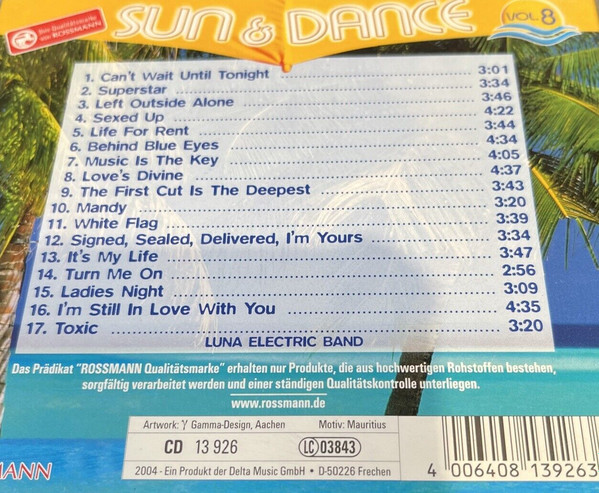 Ihre Qualitätsmarke
von ROSSMANN
SUN & DANCE
VOL. 8
1. Can't Wait Until Tonight 3:01
2. Superstar 3:34
3. Left Outside Alone 3:46
4. Sexed Up 4:22
5. Life For Rent 3:44
6. Behind Blue Eyes 4:34
7. Music Is The Key 4:05
8. Love's Divine 4:37
9. The First Cut Is The Deepest 3:43
10. Mandy 3:20
11. White Flag 3:39
12. Signed, Sealed, Delivered, I'm Yours 3:34
13. It's My Life 3:47
14. Turn Me On 2:56
15. Ladies Night 3:09
16. I'm Still In Love With You 4:35
17. Toxic 3:20
LUNA ELECTRIC BAND
Das Prädikat "ROSSMANN Qualitätsmarke" erhalten nur Produkte, die aus hochwertigen Rohstoffen bestehen,
sorgfältig verarbeitet werden und einer ständigen Qualitätskontrolle unterliegen.
www.rossmann.de
Artwork: γ Gamma-Design, Aachen Motiv: Mauritius
CD 13 926 LC 03843
2004 - Ein Produkt der Delta Music GmbH • D-50226 Frechen
4 006408 139263
MANN